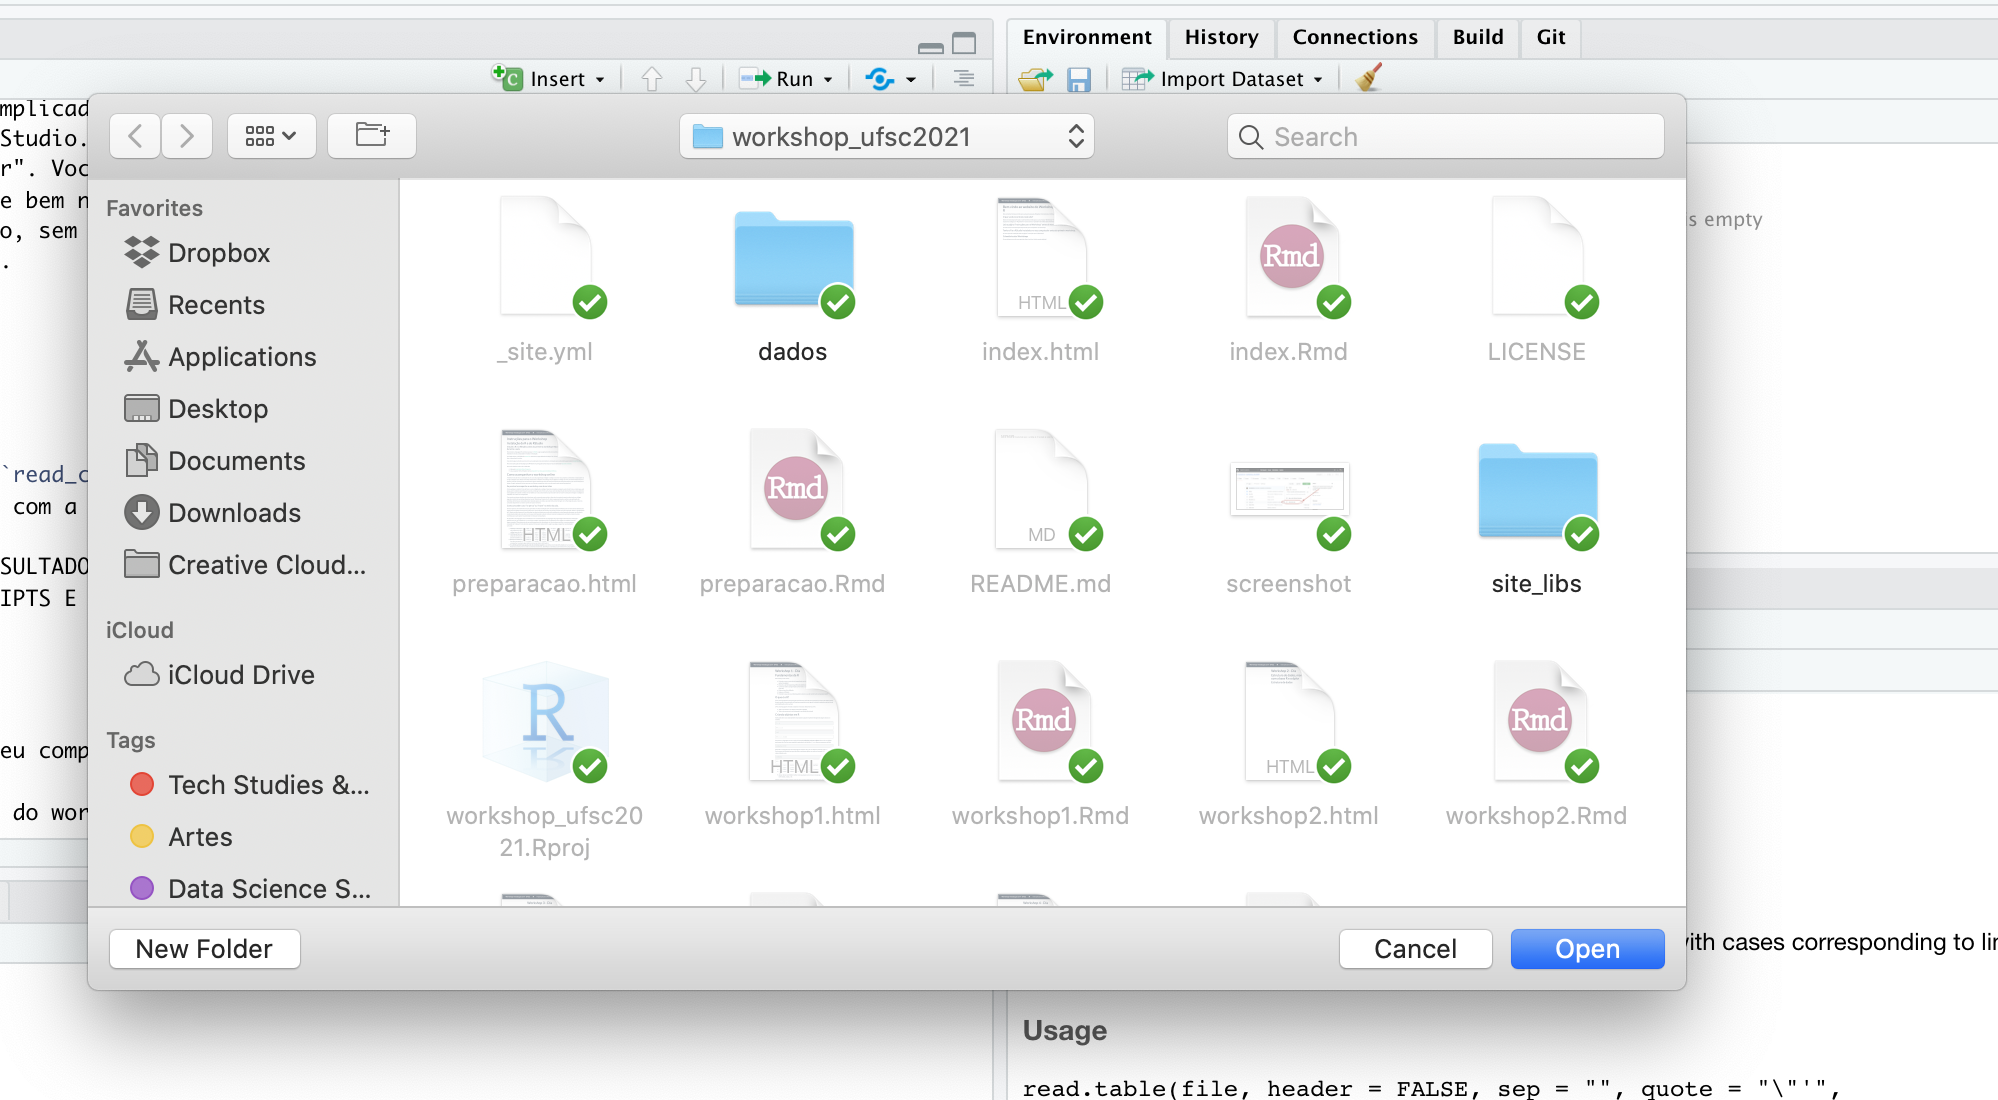 Environment
History
Connections
Build
Git
Insert
Run
Import Dataset
mplicad
Studio.
r". Voc
e bem n
o, sem
.
`read_c
com a
SULTADO
IPTS E
eu comp
do wor
workshop_ufsc2021
Search
Favorites
Dropbox
Recents
Applications
Desktop
Documents
Downloads
Creative Cloud...
iCloud
iCloud Drive
Tags
Tech Studies &...
Artes
Data Science S...
_site.yml
dados
HTML
index.html
Rmd
index.Rmd
LICENSE
HTML
preparacao.html
Rmd
preparacao.Rmd
MD
README.md
screenshot
site_libs
R
workshop_ufsc20
21.Rproj
HTML
workshop1.html
Rmd
workshop1.Rmd
HTML
workshop2.html
Rmd
workshop2.Rmd
New Folder
Cancel
Open
s empty
ith cases corresponding to lin
Usage
read.table(file, header = FALSE, sep = "", quote = "\"'",